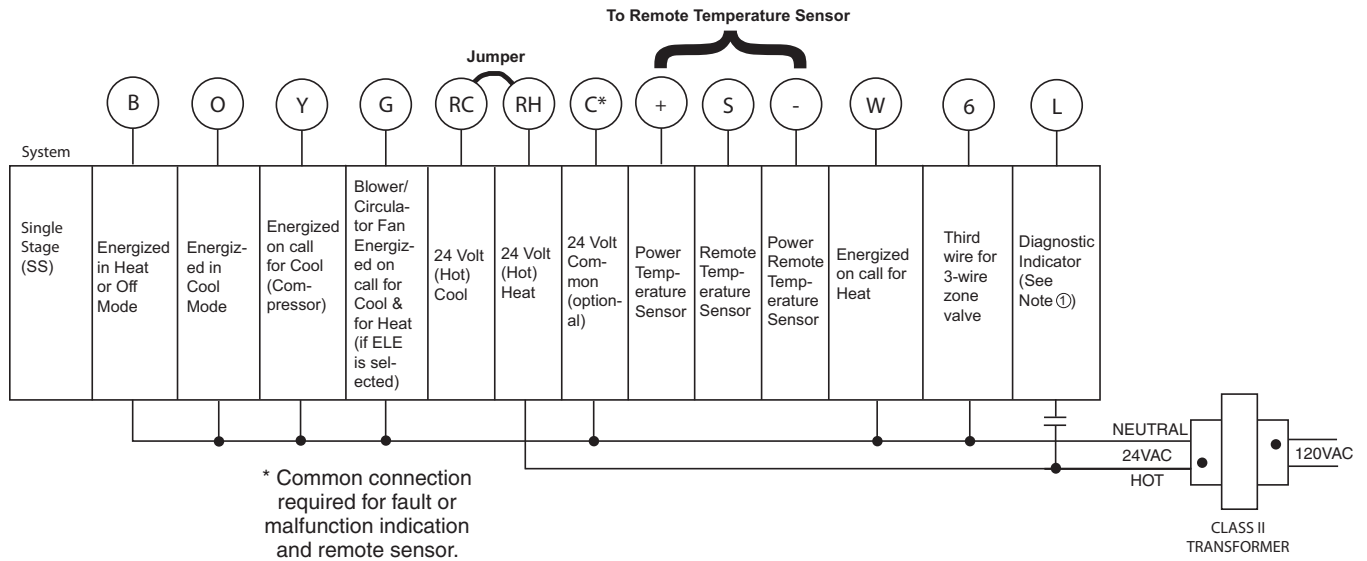 To Remote Temperature Sensor
Jumper
B
O
Y
G
RC
RH
C*
+
S
-
W
6
L
System
Single
Stage
(SS)
Energized
in Heat
or Off
Mode
Energiz-
ed in
Cool
Mode
Energized
on call
for Cool
(Com-
pressor)
Blower/
Circula-
tor Fan
Energiz-
ed on
call for
Cool &
for Heat
(if ELE
is sel-
ected)
24 Volt
(Hot)
Cool
24 Volt
(Hot)
Heat
24 Volt
Com-
mon
(option-
al)
Power
Temp-
erature
Sensor
Remote
Temp-
erature
Sensor
Power
Remote
Temp-
erature
Sensor
Energized
on call for
Heat
Third
wire for
3-wire
zone
valve
Diagnostic
Indicator
(See
Note ①)
NEUTRAL
24VAC
HOT
120VAC
CLASS II
TRANSFORMER
* Common connection
required for fault or
malfunction indication
and remote sensor.